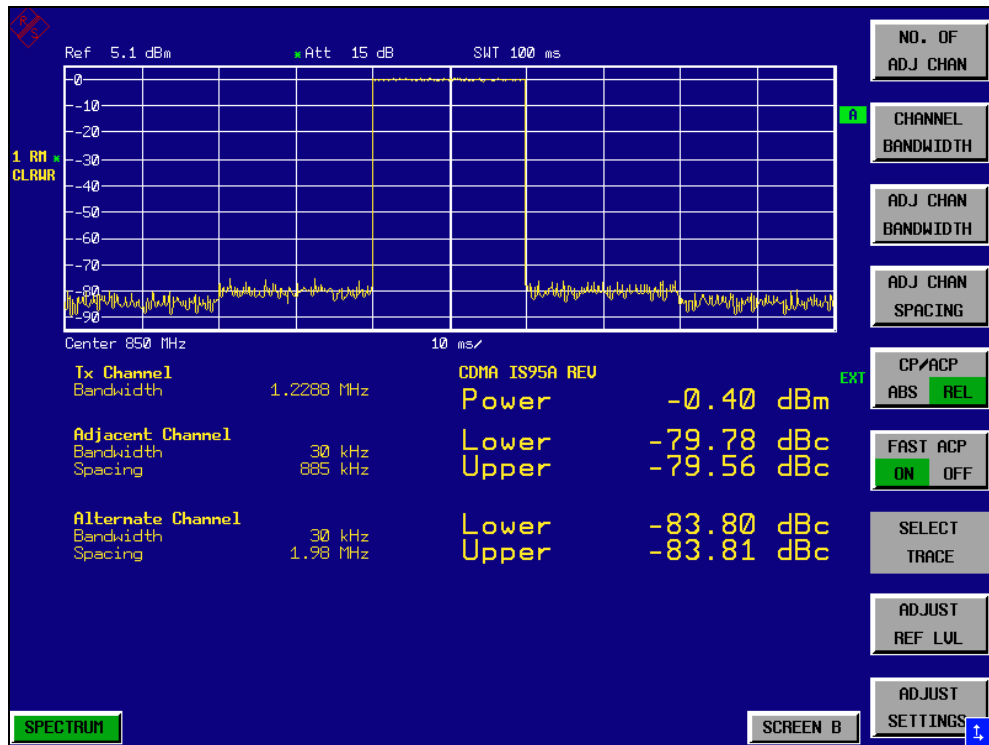 R/S
Ref 5.1 dBm *Att 15 dB SWT 100 ms
1 RM *
CLRWR
0
-10
-20
-30
-40
-50
-60
-70
-80
-90
A
Center 850 MHz 10 ms/
Tx Channel CDMA IS95A REV
Bandwidth 1.2288 MHz Power -0.40 dBm
EXT
Adjacent Channel Lower -79.78 dBc
Bandwidth 30 kHz
Spacing 885 kHz Upper -79.56 dBc
Alternate Channel Lower -83.80 dBc
Bandwidth 30 kHz
Spacing 1.98 MHz Upper -83.81 dBc
NO. OF
ADJ CHAN
CHANNEL
BANDWIDTH
ADJ CHAN
BANDWIDTH
ADJ CHAN
SPACING
CP/ACP
ABS REL
FAST ACP
ON OFF
SELECT
TRACE
ADJUST
REF LVL
ADJUST
SETTINGS
SPECTRUM
SCREEN B